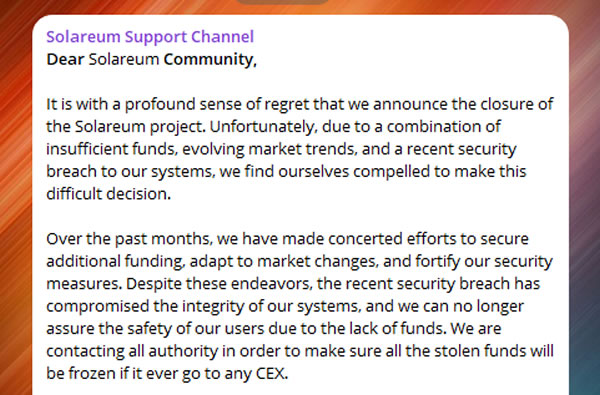 Solareum Support Channel
Dear Solareum Community,
It is with a profound sense of regret that we announce the closure of
the Solareum project. Unfortunately, due to a combination of
insufficient funds, evolving market trends, and a recent security
breach to our systems, we find ourselves compelled to make this
difficult decision.
Over the past months, we have made concerted efforts to secure
additional funding, adapt to market changes, and fortify our security
measures. Despite these endeavors, the recent security breach has
compromised the integrity of our systems, and we can no longer
assure the safety of our users due to the lack of funds. We are
contacting all authority in order to make sure all the stolen funds will
be frozen if it ever go to any CEX.